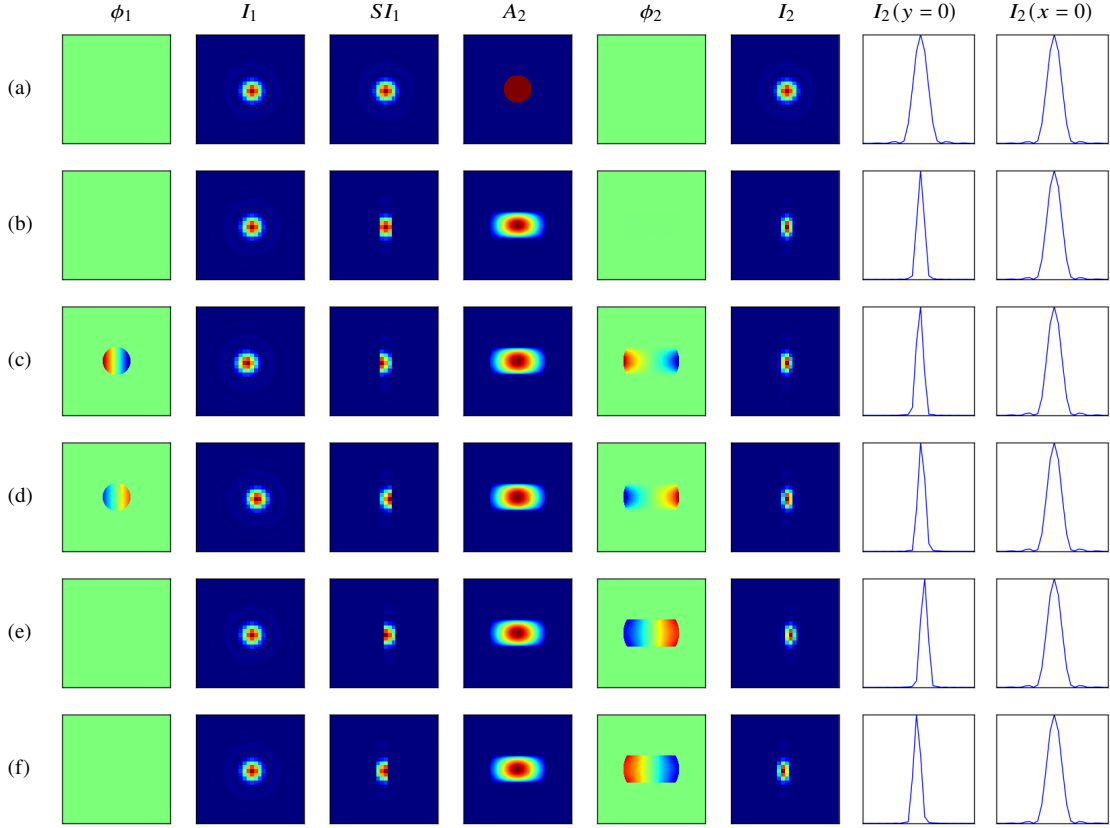 ϕ₁ I₁ SI₁ A₂ ϕ₂ I₂ I₂(y = 0) I₂(x = 0)
(a)
(b)
(c)
(d)
(e)
(f)